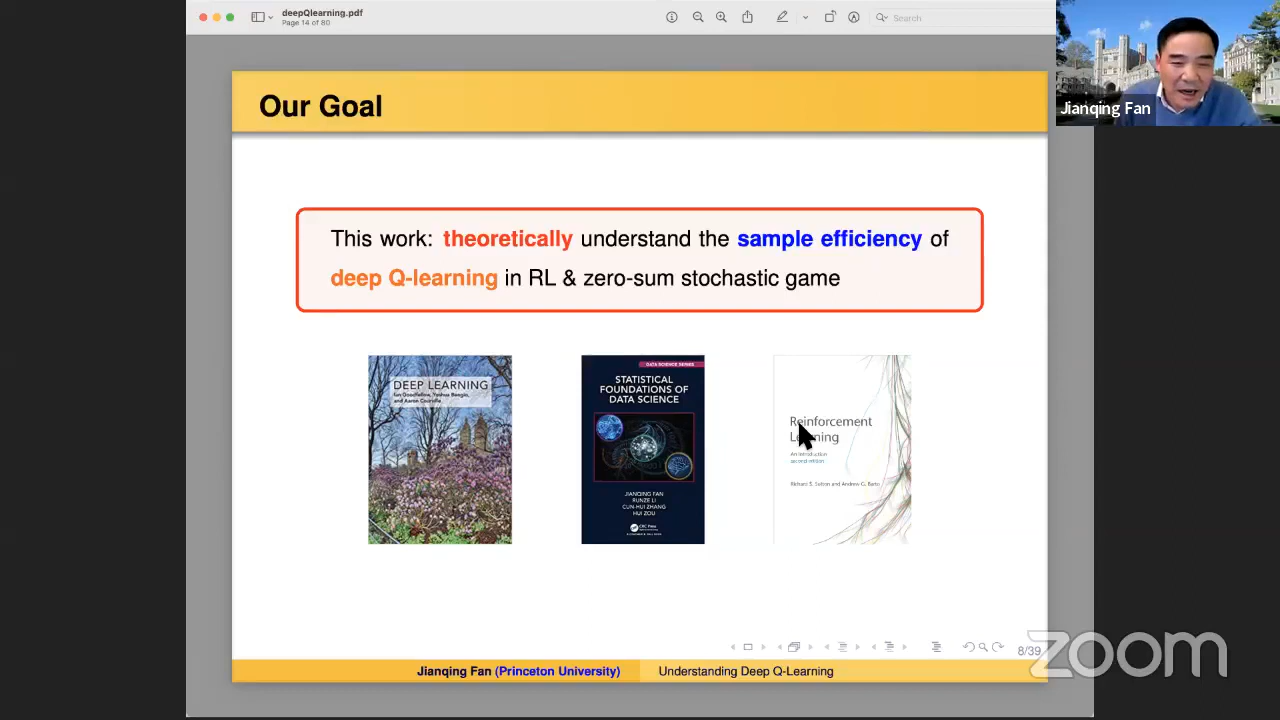 deepQlearning.pdf
Page 14 of 80
Search
Jianqing Fan
Our Goal
This work: theoretically understand the sample efficiency of
deep Q-learning in RL & zero-sum stochastic game
DEEP LEARNING
Ian Goodfellow, Yoshua Bengio,
and Aaron Courville
DATA SCIENCE SERIES
STATISTICAL
FOUNDATIONS OF
DATA SCIENCE
JIANQING FAN
RUNZE LI
CUN-HUI ZHANG
HUI ZOU
CRC Press
Reinforcement
Learning
An Introduction
second edition
Richard S. Sutton and Andrew G. Barto
8/39
zoom
Jianqing Fan (Princeton University)
Understanding Deep Q-Learning